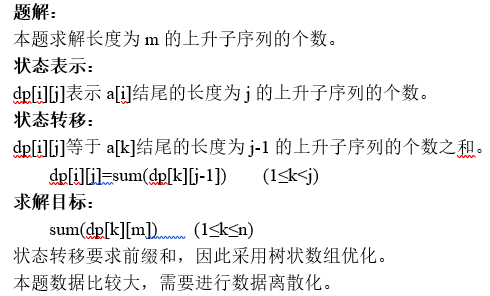 题解：
本题求解长度为 m 的上升子序列的个数。
状态表示：
dp[i][j]表示 a[i]结尾的长度为 j 的上升子序列的个数。
状态转移：
dp[i][j]等于 a[k]结尾的长度为 j-1 的上升子序列的个数之和。
dp[i][j]=sum(dp[k][j-1]) (1≤k<j)
求解目标：
sum(dp[k][m]) (1≤k≤n)
状态转移要求前缀和，因此采用树状数组优化。
本题数据比较大，需要进行数据离散化。